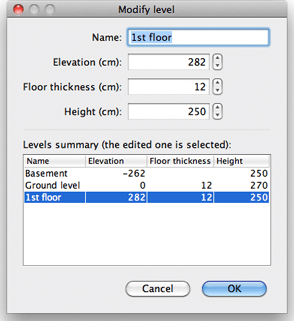 Modify level
Name: 1st floor
Elevation (cm): 282
Floor thickness (cm): 12
Height (cm): 250
Levels summary (the edited one is selected):
Name Elevation Floor thickness Height
Basement -262 250
Ground level 0 12 270
1st floor 282 12 250
Cancel OK